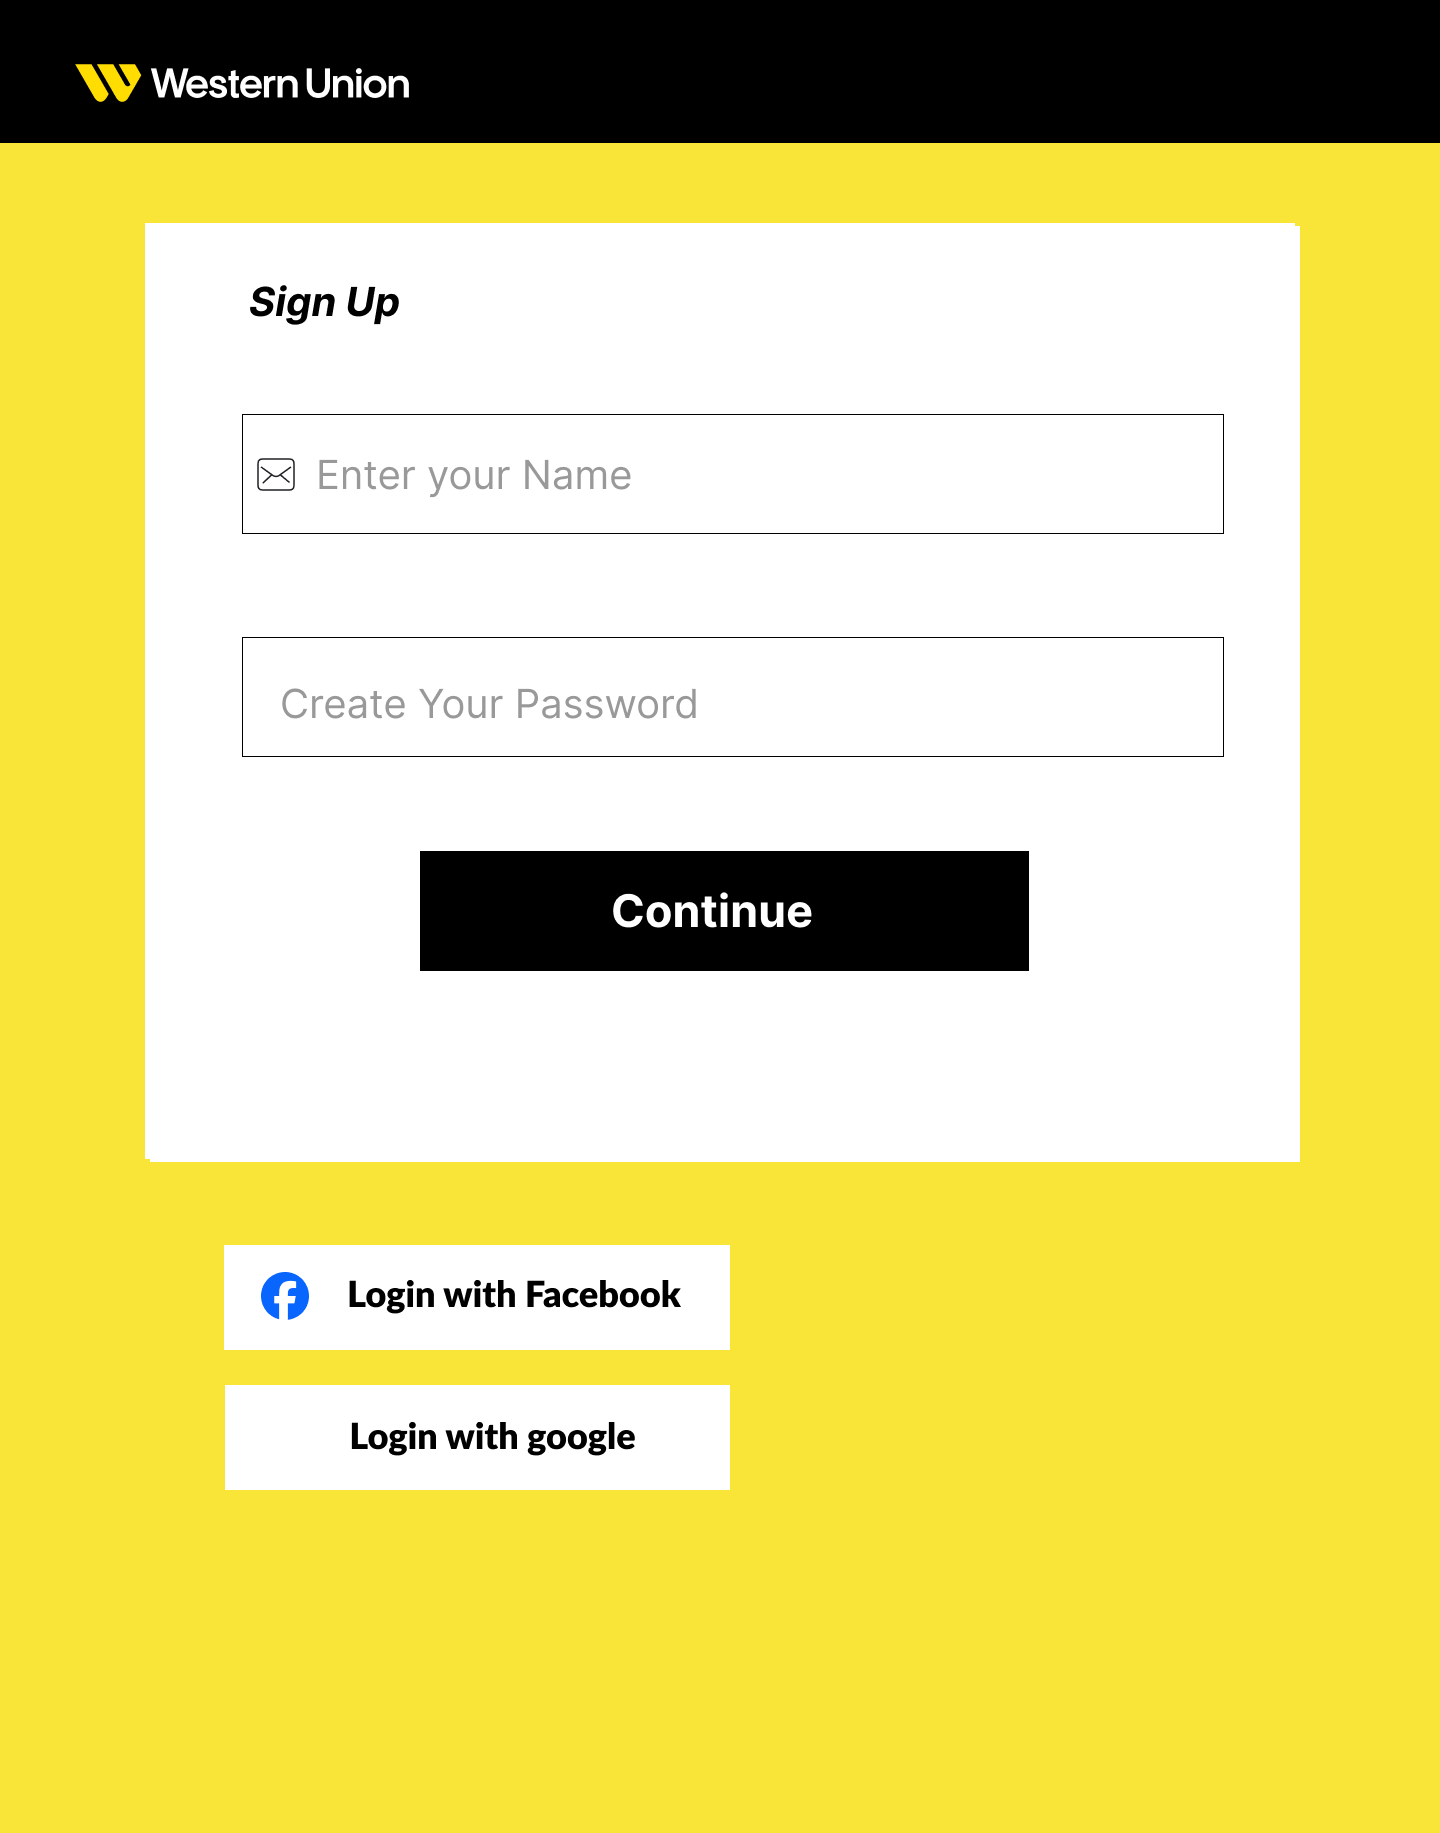 Western Union
Sign Up
Enter your Name
Create Your Password
Continue
Login with Facebook
Login with google